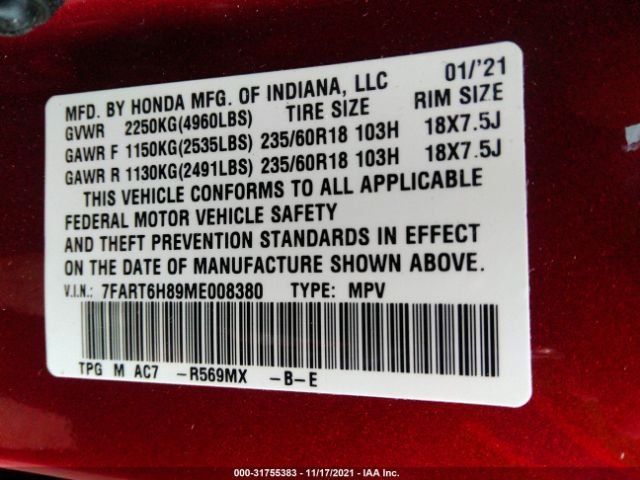 MFD. BY HONDA MFG. OF INDIANA, LLC 01/'21
GVWR 2250KG(4960LBS) TIRE SIZE RIM SIZE
GAWR F 1150KG(2535LBS) 235/60R18 103H 18X7.5J
GAWR R 1130KG(2491LBS) 235/60R18 103H 18X7.5J
THIS VEHICLE CONFORMS TO ALL APPLICABLE
FEDERAL MOTOR VEHICLE SAFETY
AND THEFT PREVENTION STANDARDS IN EFFECT
ON THE DATE OF MANUFACTURE SHOWN ABOVE.
V.I.N.: 7FART6H89ME008380 TYPE: MPV
TPG M AC7 -R569MX -B-E
000-31755383 - 11/17/2021 - IAA Inc.